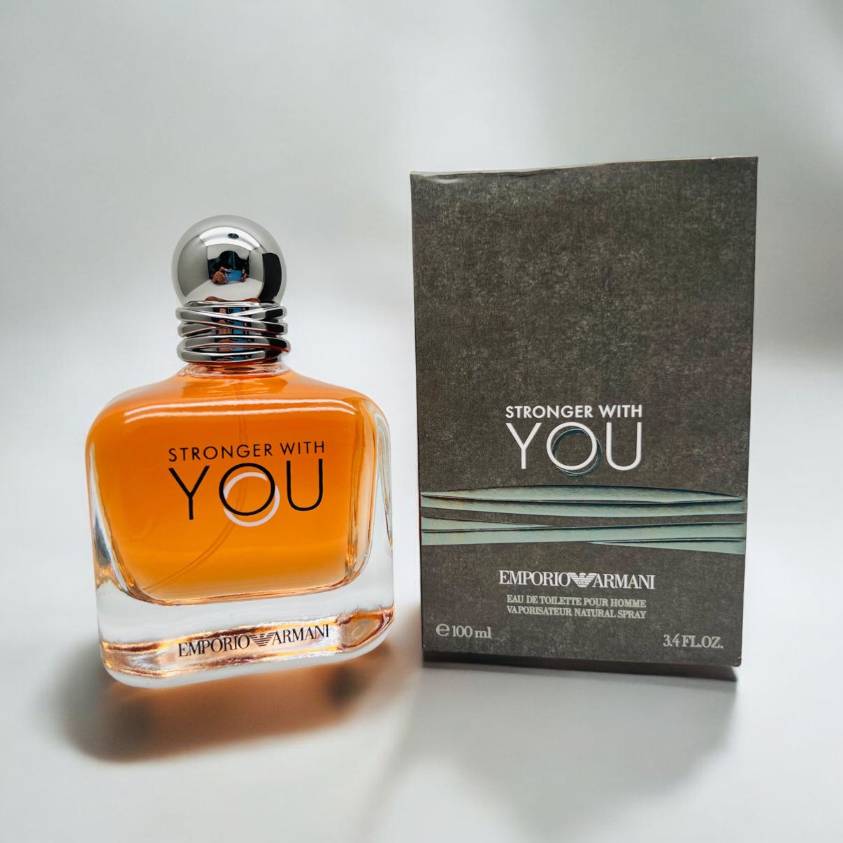 STRONGER WITH
YOU
EMPORIO ARMANI
STRONGER WITH
YOU
EMPORIO ARMANI
EAU DE TOILETTE POUR HOMME
VAPORISATEUR NATURAL SPRAY
℮ 100 ml
3.4 FL.OZ.